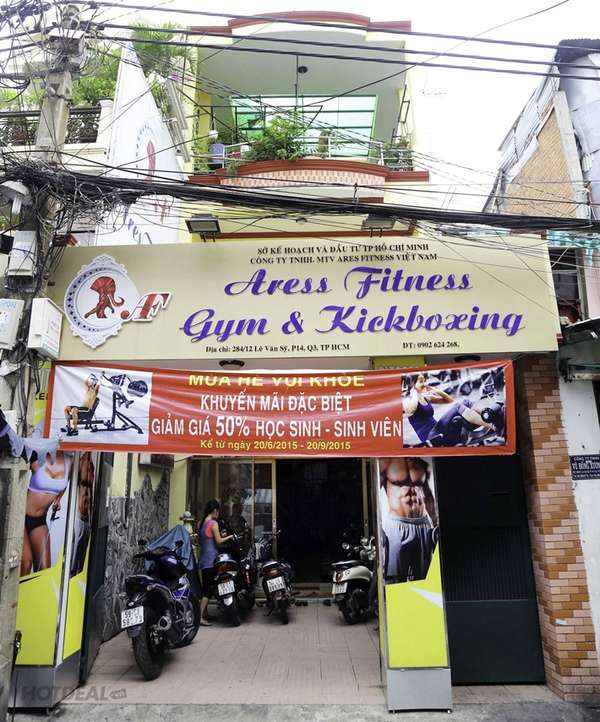 SỞ KẾ HOẠCH VÀ ĐẦU TƯ TP HỒ CHÍ MINH
CÔNG TY TNHH. MTV ARES FITNESS VIỆT NAM
AF
Aress Fitness
Gym & Kickboxing
Địa chỉ: 284/12 Lê Văn Sỹ, P14, Q3, TP HCM
ĐT: 0902 624 268.
MÙA HÈ VUI KHỎE
KHUYẾN MÃI ĐẶC BIỆT
GIẢM GIÁ 50% HỌC SINH - SINH VIÊN
Kể từ ngày 20/6/2015 - 20/9/2015
HOTDEAL.vn